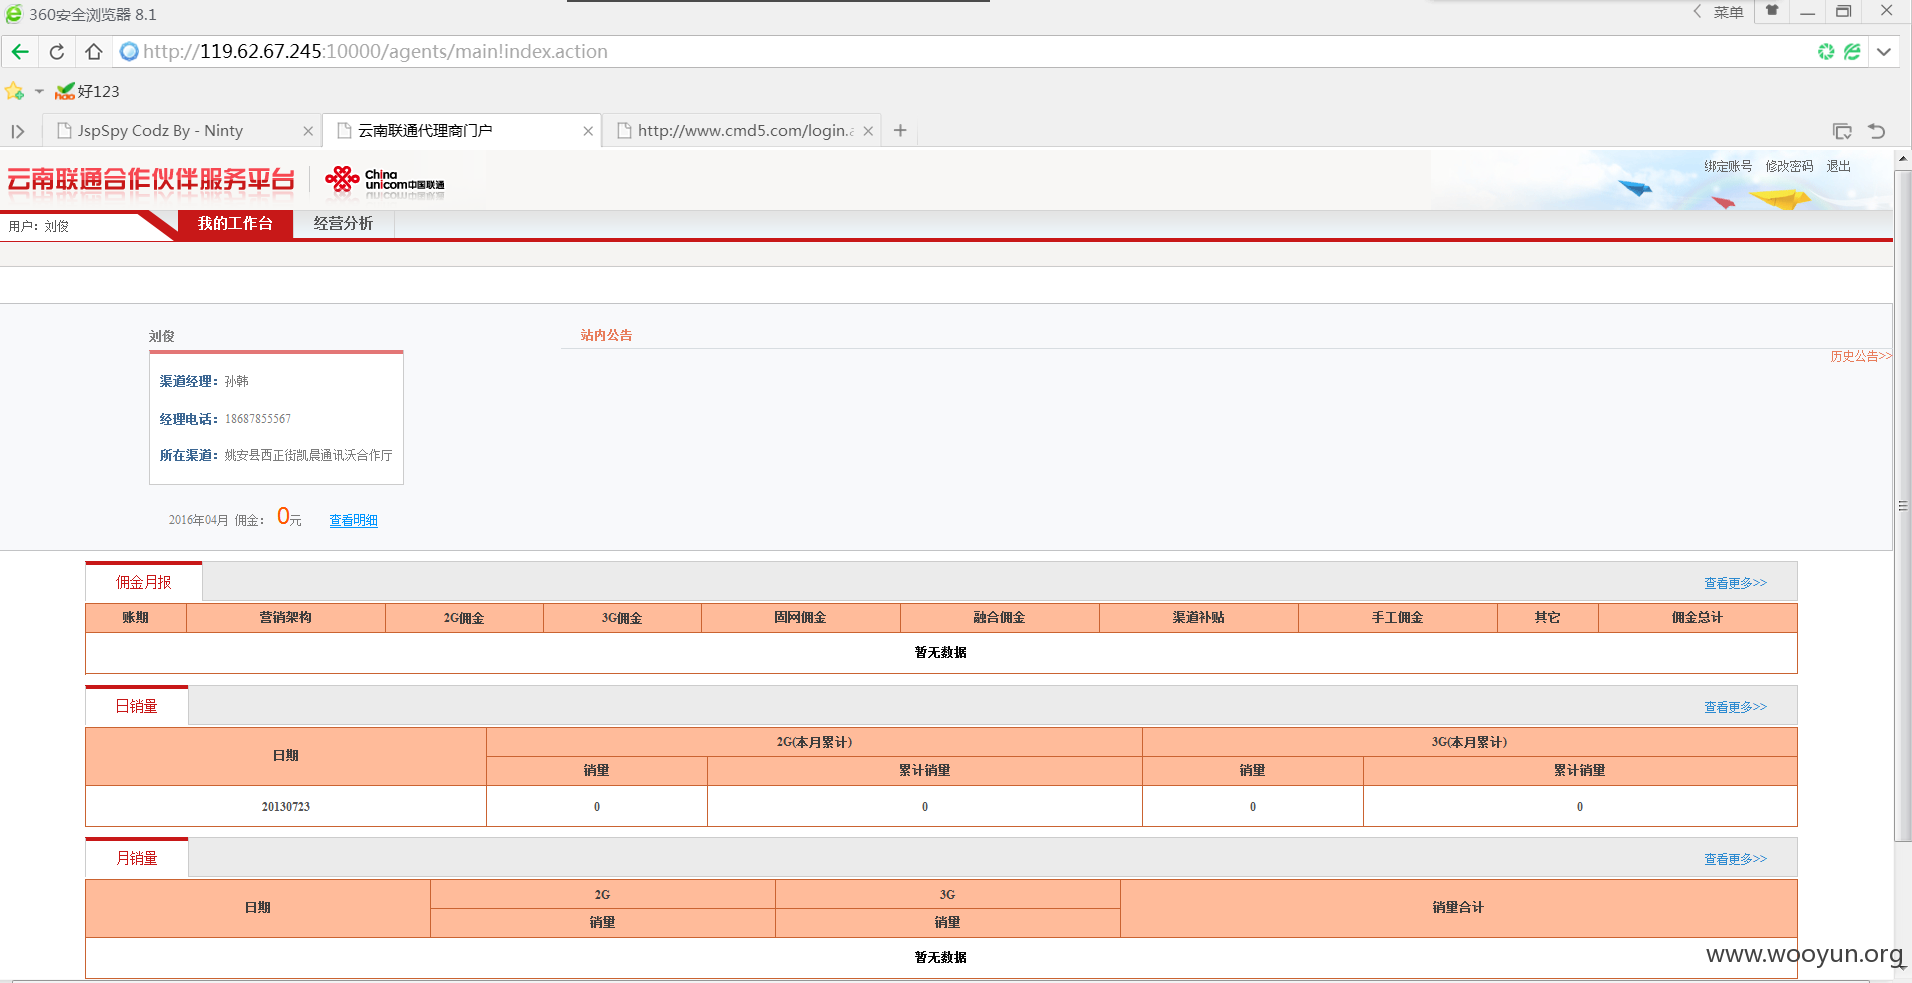 360安全浏览器 8.1
菜单
http://119.62.67.245:10000/agents/main!index.action
好123
JspSpy Codz By - Ninty
云南联通代理商门户
http://www.cmd5.com/login.a
云南联通合作伙伴服务平台
China unicom中国联通
绑定账号 修改密码 退出
用户：刘俊
我的工作台
经营分析
刘俊
渠道经理：孙韩
经理电话：18687855567
所在渠道：姚安县西正街凯晨通讯沃合作厅
2016年04月 佣金：0元 查看明细
站内公告
历史公告>>
佣金月报
查看更多>>
账期 营销架构 2G佣金 3G佣金 固网佣金 融合佣金 渠道补贴 手工佣金 其它 佣金总计
暂无数据
日销量
查看更多>>
日期 2G(本月累计) 3G(本月累计)
销量 累计销量 销量 累计销量
20130723 0 0 0 0
月销量
查看更多>>
日期 2G 3G 销量合计
销量 销量
暂无数据
www.wooyun.org